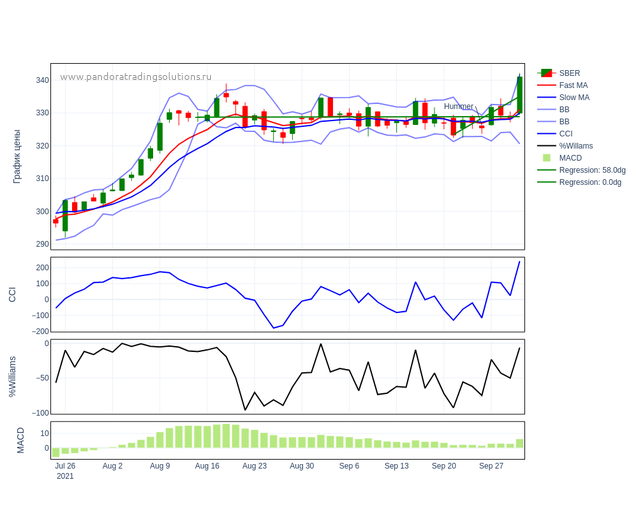 www.pandoratradingsolutions.ru
График цены
340
330
320
310
300
290
Hummer
SBER
Fast MA
Slow MA
BB
BB
CCI
%Willams
MACD
Regression: 58.0dg
Regression: 0.0dg
CCI
200
100
0
−100
−200
%Williams
0
−50
−100
MACD
10
0
Jul 26
2021
Aug 2
Aug 9
Aug 16
Aug 23
Aug 30
Sep 6
Sep 13
Sep 20
Sep 27